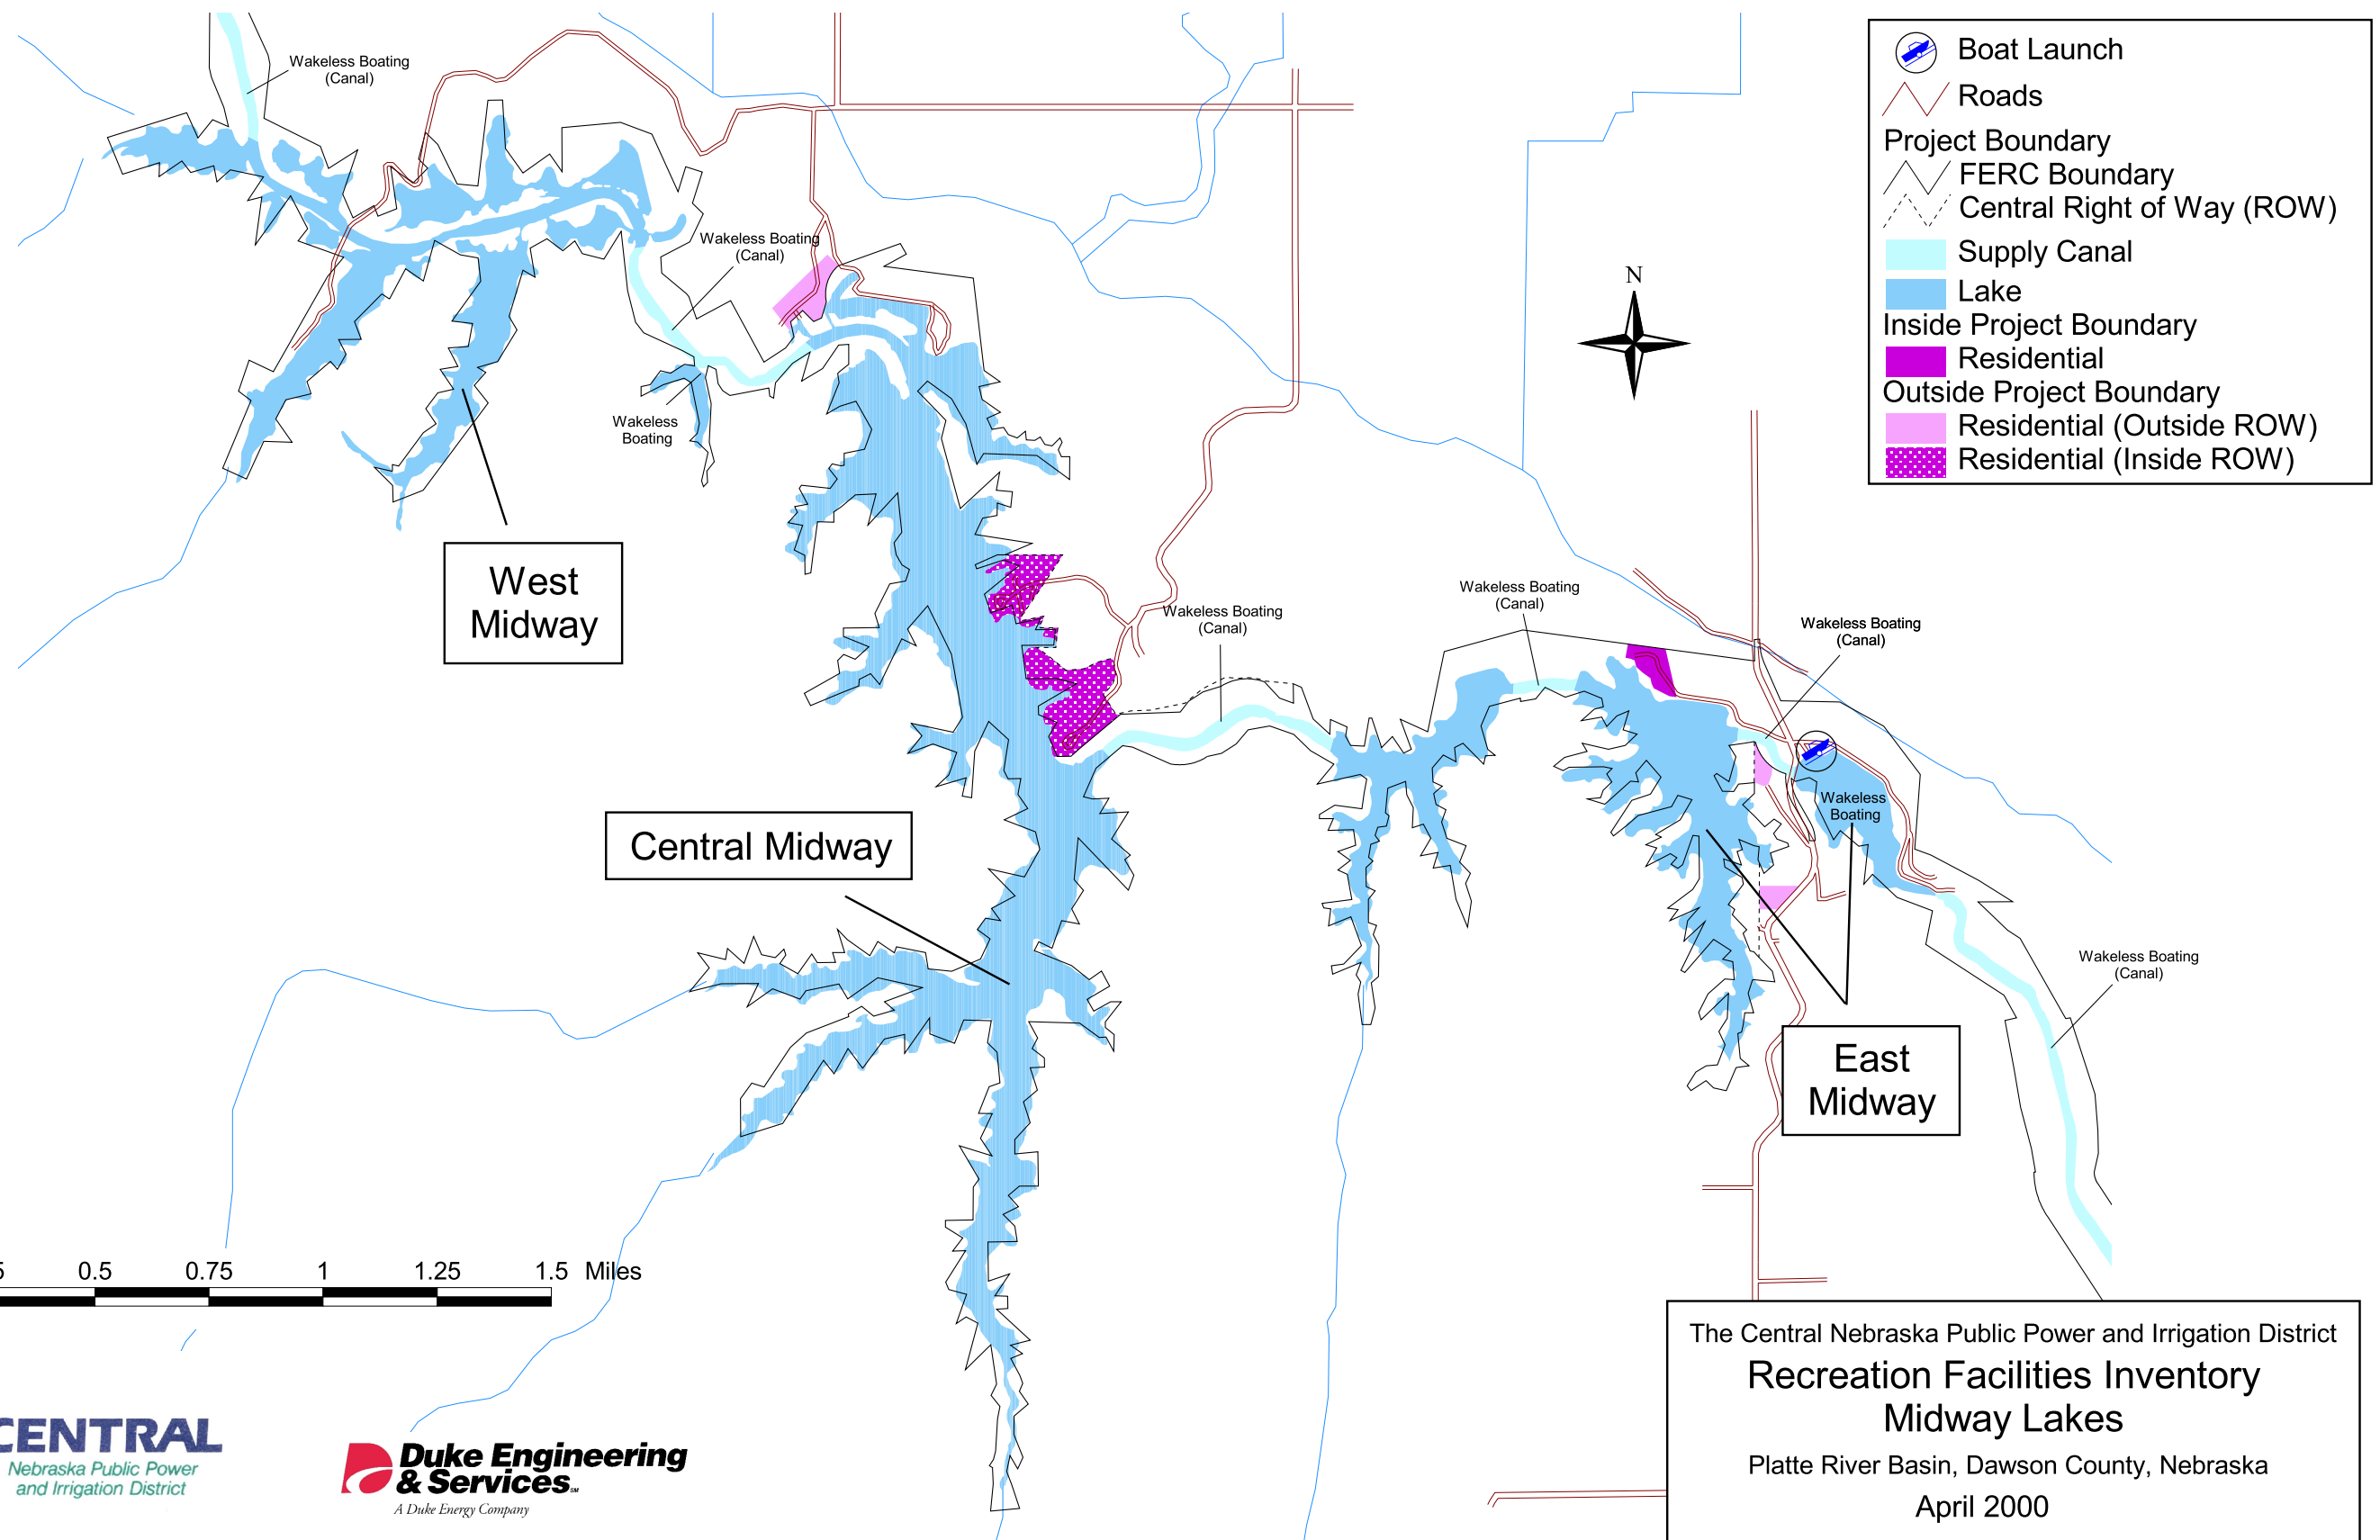 Wakeless Boating
(Canal)
Boat Launch
Roads
Project Boundary
FERC Boundary
Central Right of Way (ROW)
Supply Canal
Lake
Inside Project Boundary
Residential
Outside Project Boundary
Residential (Outside ROW)
Residential (Inside ROW)
Wakeless Boating
(Canal)
N
Wakeless
Boating
West
Midway
Wakeless Boating
(Canal)
Wakeless Boating
(Canal)
Wakeless Boating
(Canal)
Wakeless
Boating
Central Midway
Wakeless Boating
(Canal)
East
Midway
5 0.5 0.75 1 1.25 1.5 Miles
CENTRAL
Nebraska Public Power
and Irrigation District
Duke Engineering
& Services SM
A Duke Energy Company
The Central Nebraska Public Power and Irrigation District
Recreation Facilities Inventory
Midway Lakes
Platte River Basin, Dawson County, Nebraska
April 2000